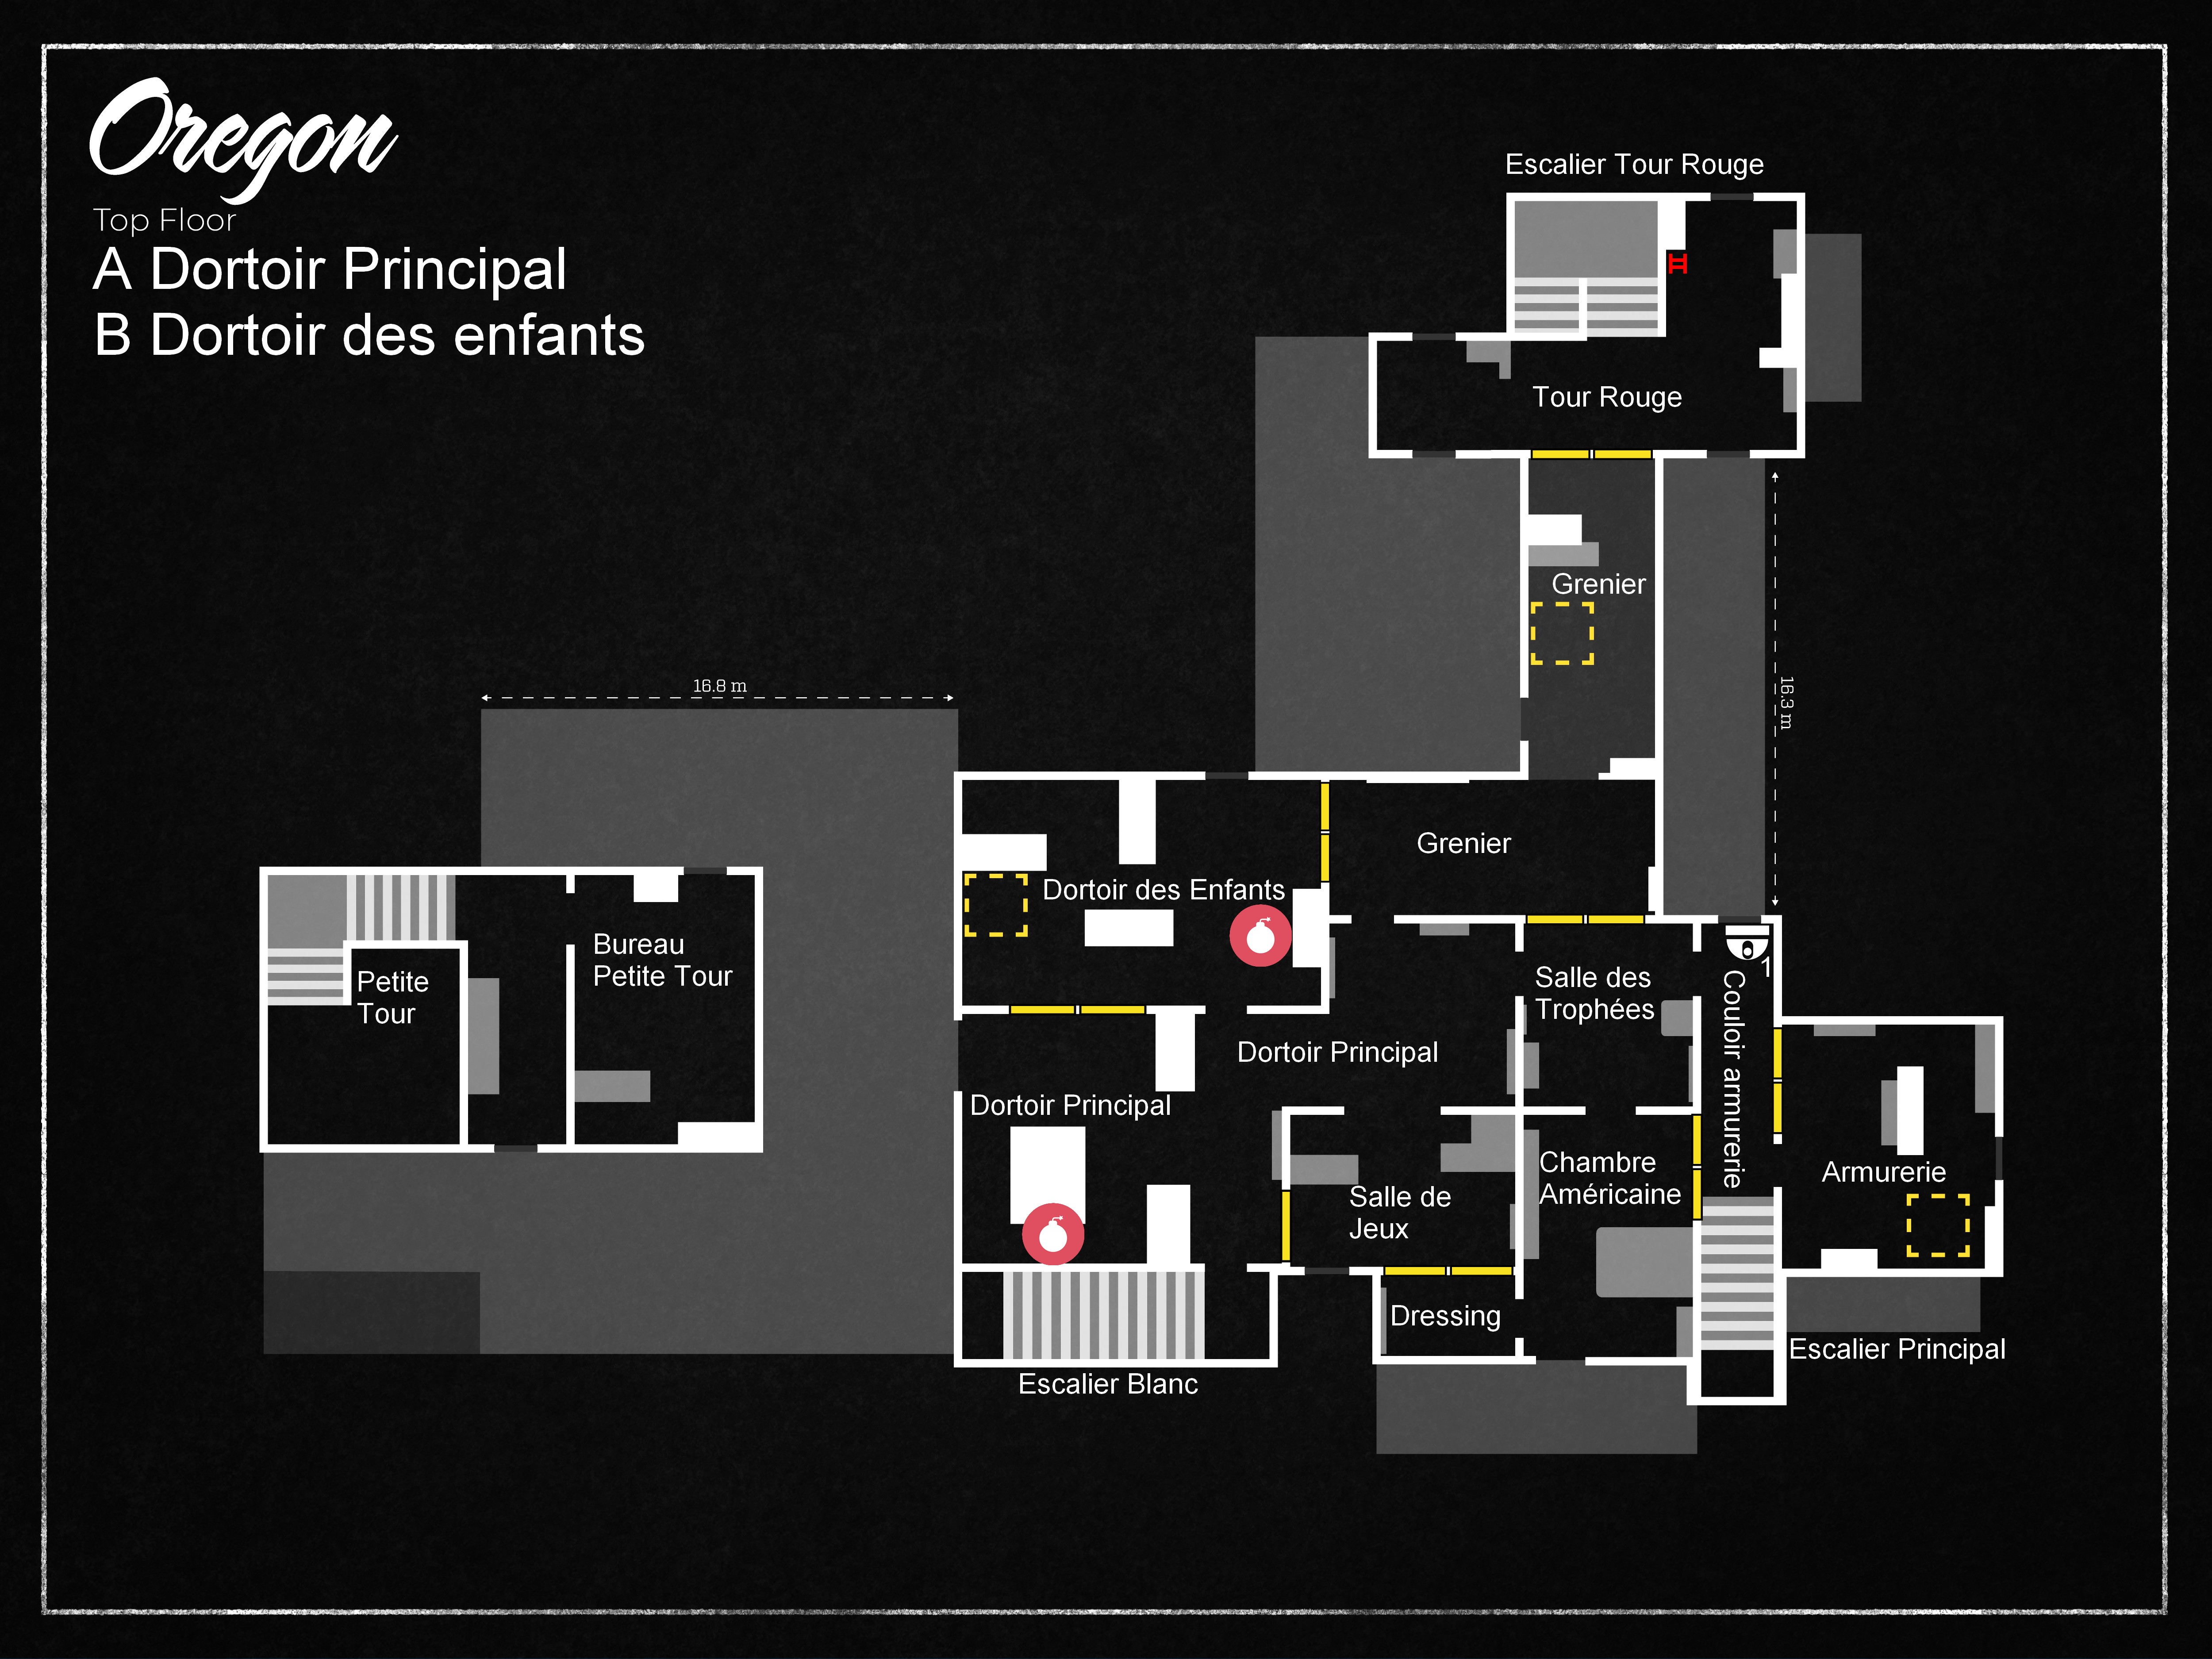 Oregon
Top Floor
A Dortoir Principal
B Dortoir des enfants
Escalier Tour Rouge
Tour Rouge
Grenier
16.8 m
16.3 m
Grenier
Dortoir des Enfants
Bureau
Petite Tour
Petite
Tour
Salle des
Trophées
1
Couloir armurerie
Dortoir Principal
Dortoir Principal
Chambre
Américaine
Armurerie
Salle de
Jeux
Dressing
Escalier Principal
Escalier Blanc